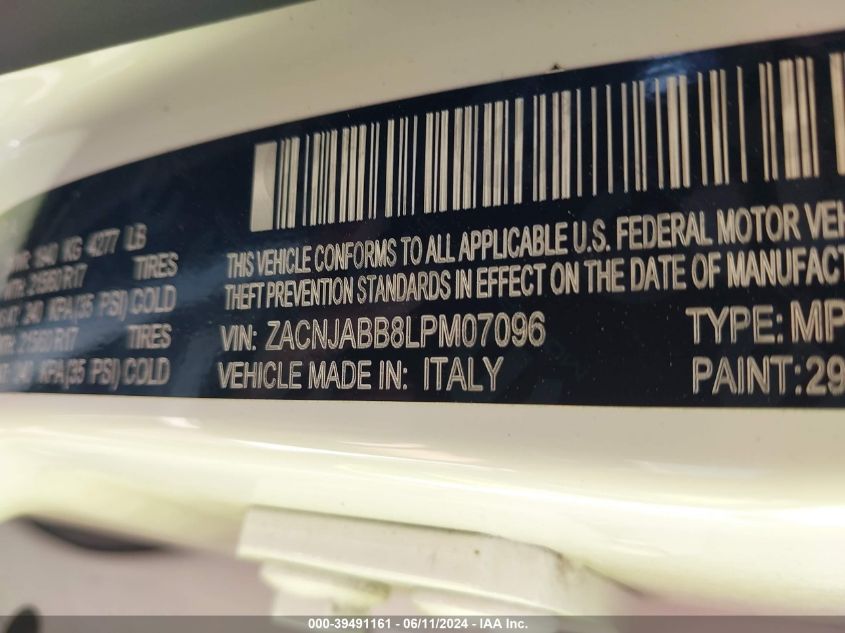 THIS VEHICLE CONFORMS TO ALL APPLICABLE U.S. FEDERAL MOTOR VEH
THEFT PREVENTION STANDARDS IN EFFECT ON THE DATE OF MANUFACT
VIN: ZACNJABB8LPM07096 TYPE: MP
VEHICLE MADE IN: ITALY PAINT: 29
KG 4277 LB
TIRES
KPA(35 PSI) COLD
TIRES
KPA(35 PSI) COLD
000-39491161 - 06/11/2024 - IAA Inc.